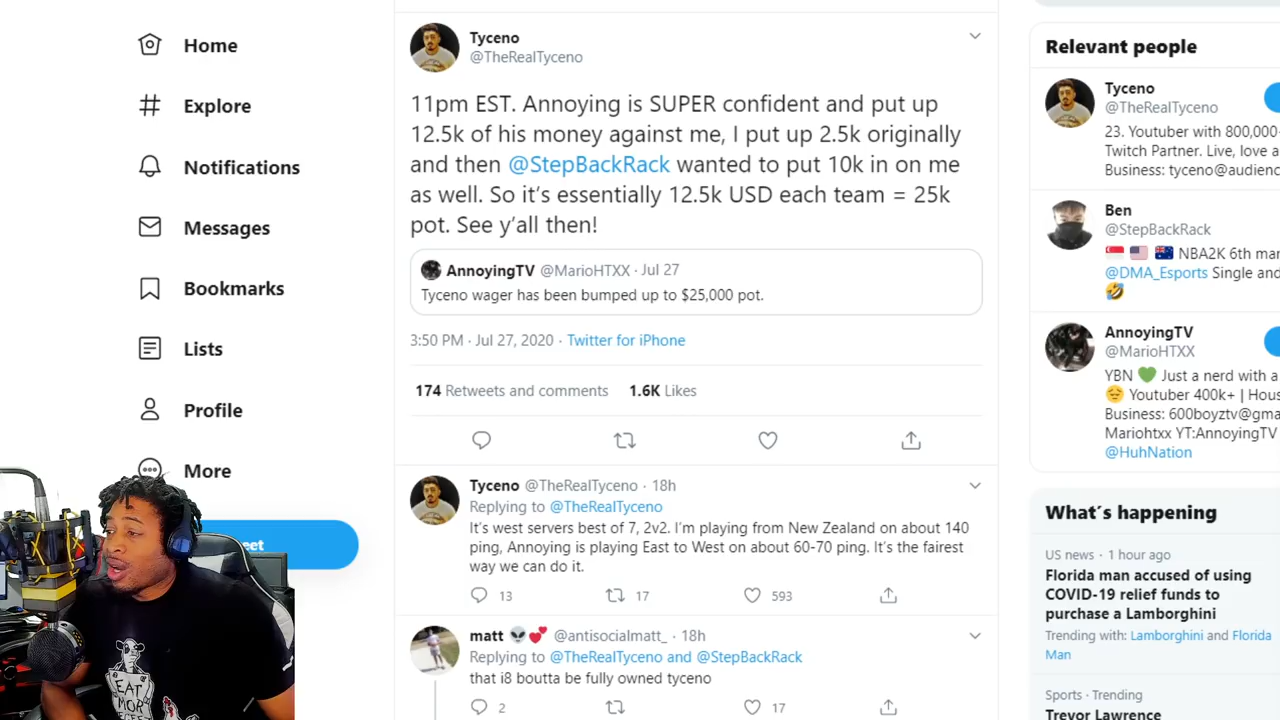 Home
Explore
Notifications
Messages
Bookmarks
Lists
Profile
More
Tyceno
@TheRealTyceno
11pm EST. Annoying is SUPER confident and put up
12.5k of his money against me, I put up 2.5k originally
and then @StepBackRack wanted to put 10k in on me
as well. So it's essentially 12.5k USD each team = 25k
pot. See y'all then!
AnnoyingTV @MarioHTXX · Jul 27
Tyceno wager has been bumped up to $25,000 pot.
3:50 PM · Jul 27, 2020 · Twitter for iPhone
174 Retweets and comments 1.6K Likes
Tyceno @TheRealTyceno · 18h
Replying to @TheRealTyceno
It's west servers best of 7, 2v2. I'm playing from New Zealand on about 140
ping, Annoying is playing East to West on about 60-70 ping. It's the fairest
way we can do it.
13 17 593
matt @antisocialmatt_ · 18h
Replying to @TheRealTyceno and @StepBackRack
that i8 boutta be fully owned tyceno
2 17
Relevant people
Tyceno
@TheRealTyceno
23. Youtuber with 800,000
Twitch Partner. Live, love a
Business: tyceno@audienc
Ben
@StepBackRack
NBA2K 6th mar
@DMA_Esports Single and
AnnoyingTV
@MarioHTXX
YBN Just a nerd with a
Youtuber 400k+ | Hous
Business: 600boyztv@gma
Mariohtxx YT:AnnoyingTV
@HuhNation
What's happening
US news · 1 hour ago
Florida man accused of using
COVID-19 relief funds to
purchase a Lamborghini
Trending with: Lamborghini and Florida
Man
Sports · Trending
Trevor Lawrence
EAT
MOR